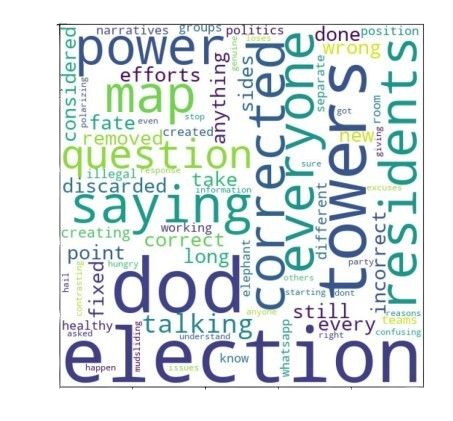 narratives groups politics loses done position
considered power efforts genuine wrong
polarizing map anything sides separate room
fate removed created even stop got new giving
question response
illegal discarded take information sure excuses
saying corrected everyone towers residents
creating working correct
point long elephant different incorrect
hail contrasting fixed hungry dod others party
starting dont
healthy talking anyone still every reasons teams
asked mudsliding understand know whatsapp right confusing
election
happen issues